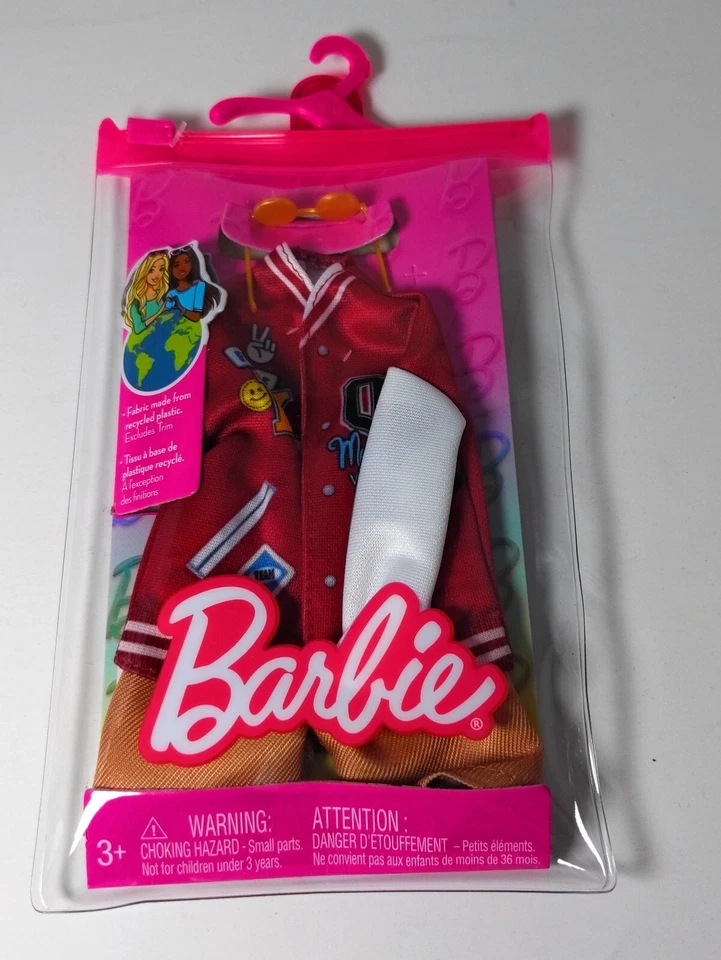 - Fabric made from
recycled plastic.
Excludes Trim
- Tissu à base de
plastique recyclé.
À l'exception
des finitions
TEAM
Barbie®
3+
WARNING:
CHOKING HAZARD - Small parts.
Not for children under 3 years.
ATTENTION :
DANGER D'ÉTOUFFEMENT – Petits éléments.
Ne convient pas aux enfants de moins de 36 mois.